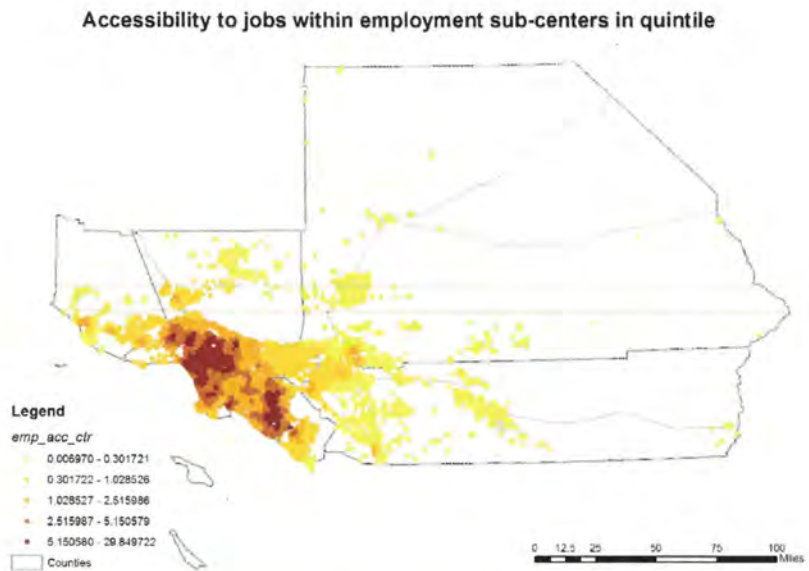 Accessibility to jobs within employment sub-centers in quintile
Legend
emp_acc_ctr
0.006970 - 0.301721
0.301722 - 1.028526
1.028527 - 2.515986
2.515987 - 5.150579
5.150580 - 29.849722
Counties
0 12.5 25 50 75 100
Miles